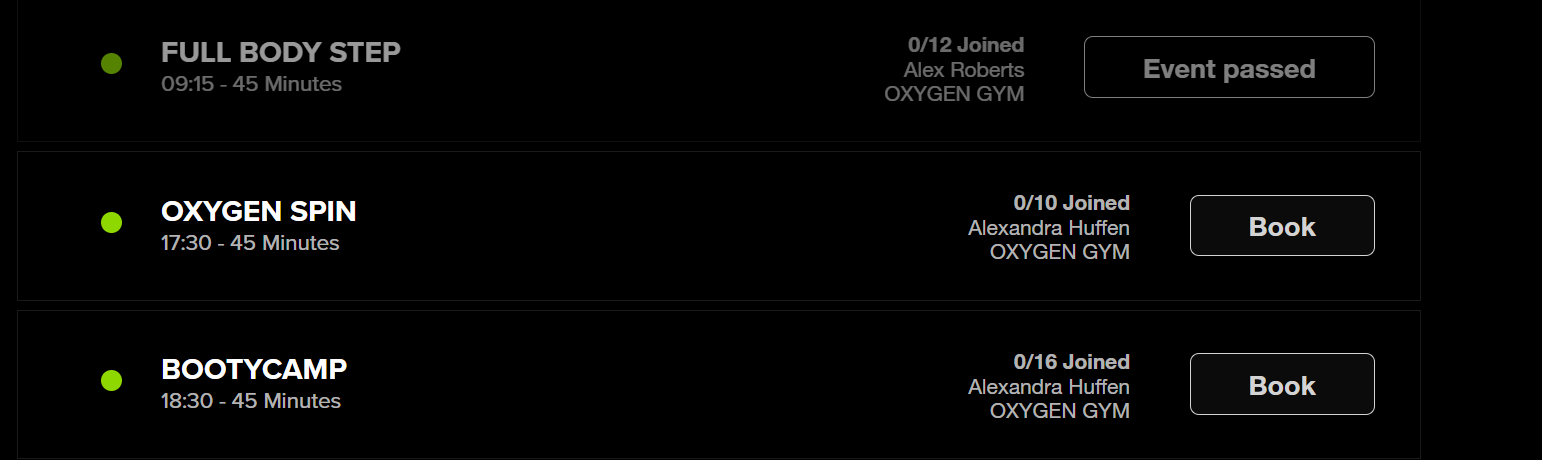 FULL BODY STEP
09:15 - 45 Minutes
0/12 Joined
Alex Roberts
OXYGEN GYM
Event passed
OXYGEN SPIN
17:30 - 45 Minutes
0/10 Joined
Alexandra Huffen
OXYGEN GYM
Book
BOOTYCAMP
18:30 - 45 Minutes
0/16 Joined
Alexandra Huffen
OXYGEN GYM
Book